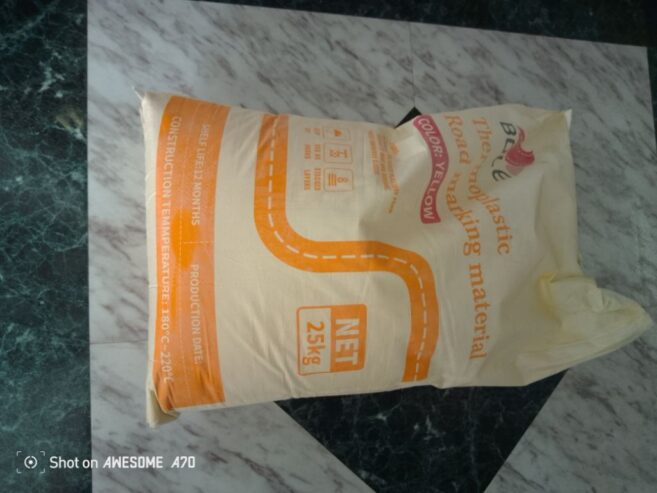 Thermoplastic
Road marking material
COLOR: YELLOW
NET
25kg
SHELF LIFE:12 MONTHS
PRODUCTION DATE:
CONSTRUCTION TEMMPERATURE: 180°C~220°C
Shot on AWESOME A70